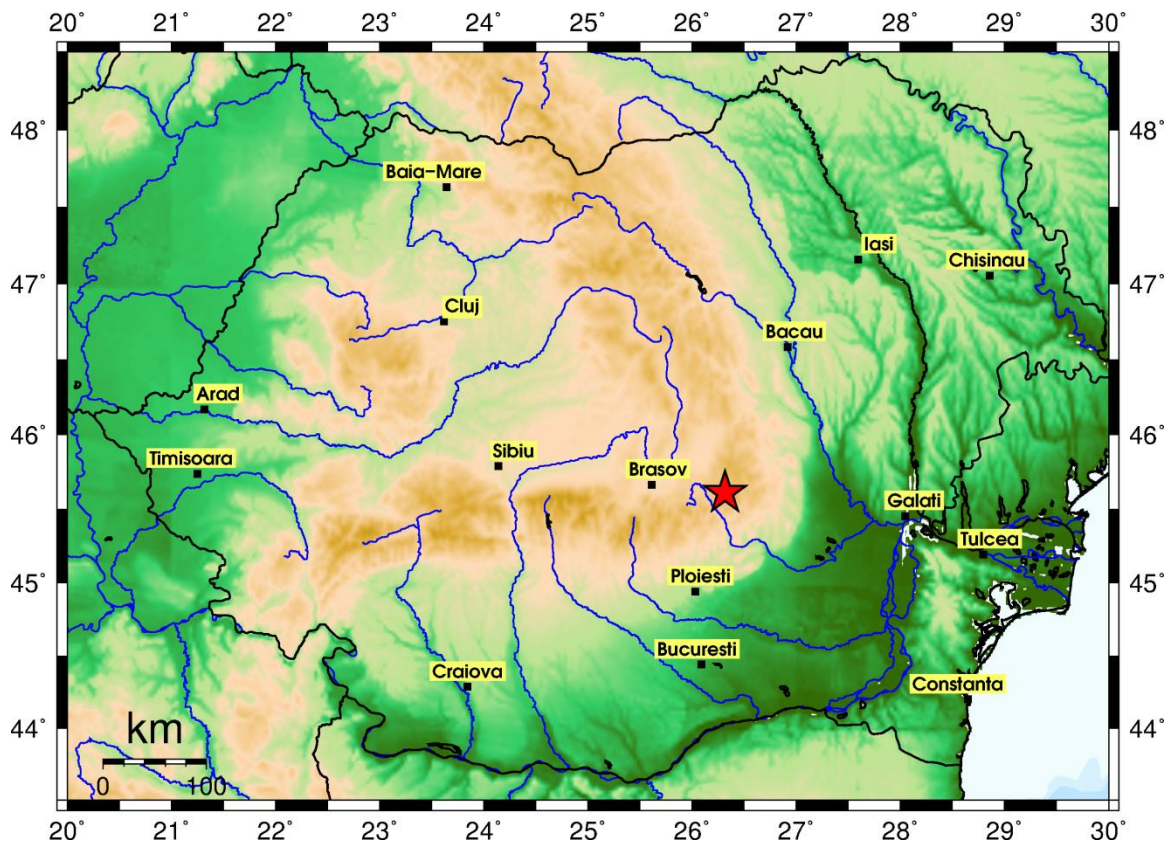 20° 21° 22° 23° 24° 25° 26° 27° 28° 29° 30°
48° 48°
Baia-Mare
Iasi
Chisinau
47° 47°
Cluj
Bacau
Arad
46° 46°
Timisoara
Sibiu
Brasov
Galati
Tulcea
45° 45°
Ploiesti
Bucuresti
Craiova
Constanta
44° 44°
km
0 100
20° 21° 22° 23° 24° 25° 26° 27° 28° 29° 30°